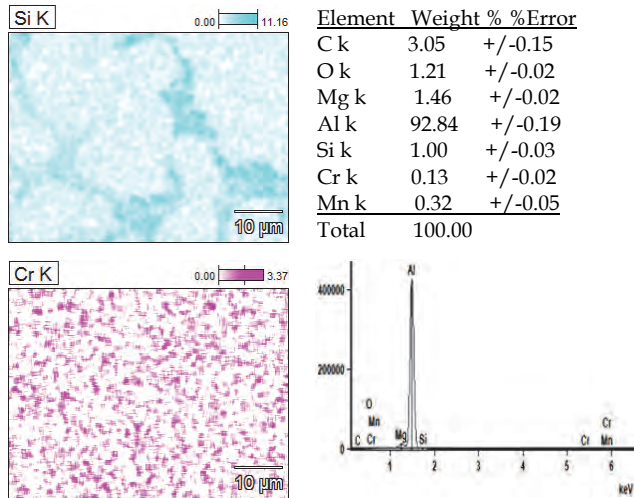 Si K
0.00 11.16
10 µm
Element Weight % %Error
C k 3.05 +/-0.15
O k 1.21 +/-0.02
Mg k 1.46 +/-0.02
Al k 92.84 +/-0.19
Si k 1.00 +/-0.03
Cr k 0.13 +/-0.02
Mn k 0.32 +/-0.05
Total 100.00
Cr K
0.00 3.37
10 µm
Al
400000
200000
O
Mn
C Cr Mg Si
Cr
Cr Mn
0
1 2 3 4 5 6
keV